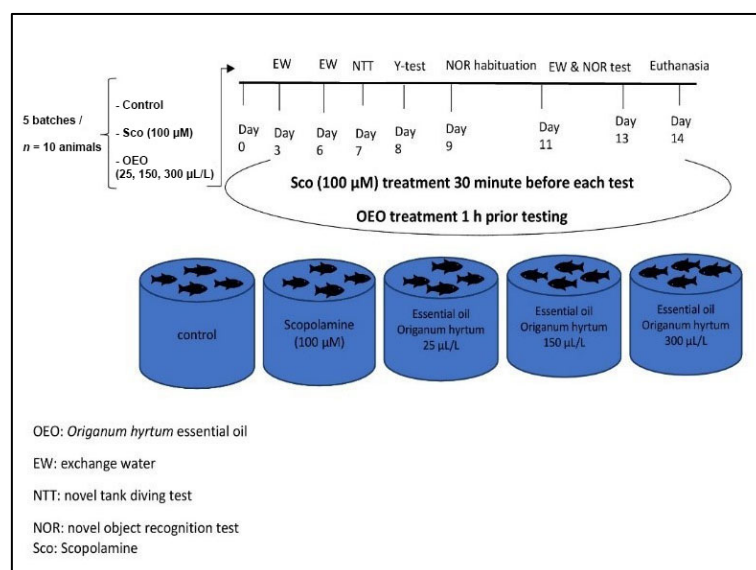 EW EW NTT Y-test NOR habituation EW & NOR test Euthanasia
- Control
5 batches /
n = 10 animals
- Sco (100 µM)
- OEO
(25, 150, 300 µL/L)
Day 0
Day 3
Day 6
Day 7
Day 8
Day 9
Day 11
Day 13
Day 14
Sco (100 µM) treatment 30 minute before each test
OEO treatment 1 h prior testing
control
Scopolamine
(100 µM)
Essential oil
Origanum hyrtum
25 µL/L
Essential oil
Origanum hyrtum
150 µL/L
Essential oil
Origanum hyrtum
300 µL/L
OEO: Origanum hyrtum essential oil
EW: exchange water
NTT: novel tank diving test
NOR: novel object recognition test
Sco: Scopolamine